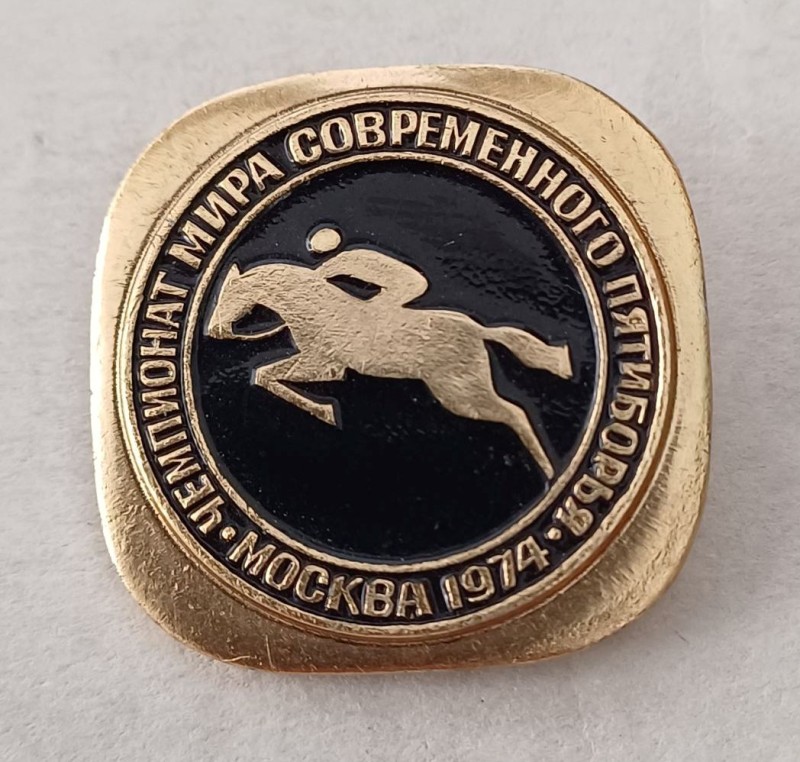 ЧЕМПИОНАТ МИРА СОВРЕМЕННОГО ПЯТИБОРЬЯ
• МОСКВА 1974 •